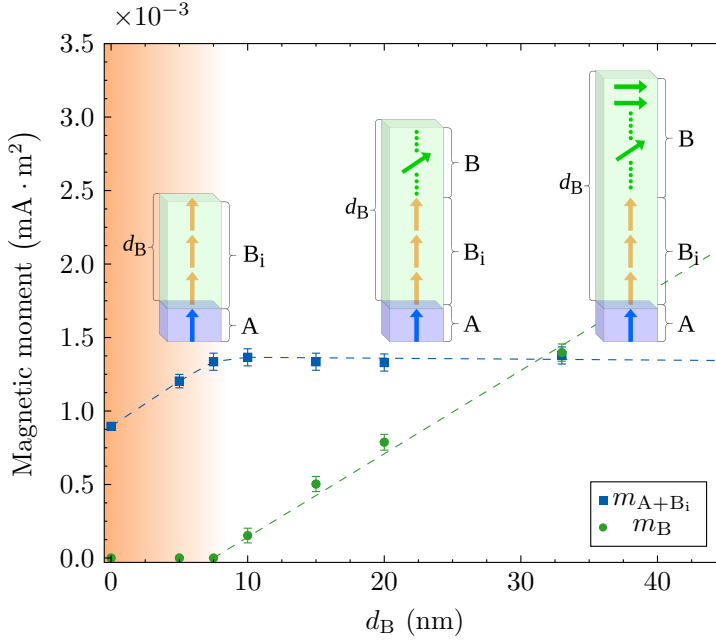 ×10⁻³
Magnetic moment (mA · m²)
3.5
3.0
2.5
2.0
1.5
1.0
0.5
0.0
0
10
20
30
40
d_B (nm)
d_B
B_i
A
d_B
B
B_i
A
d_B
B
B_i
A
m_A+B_i
m_B